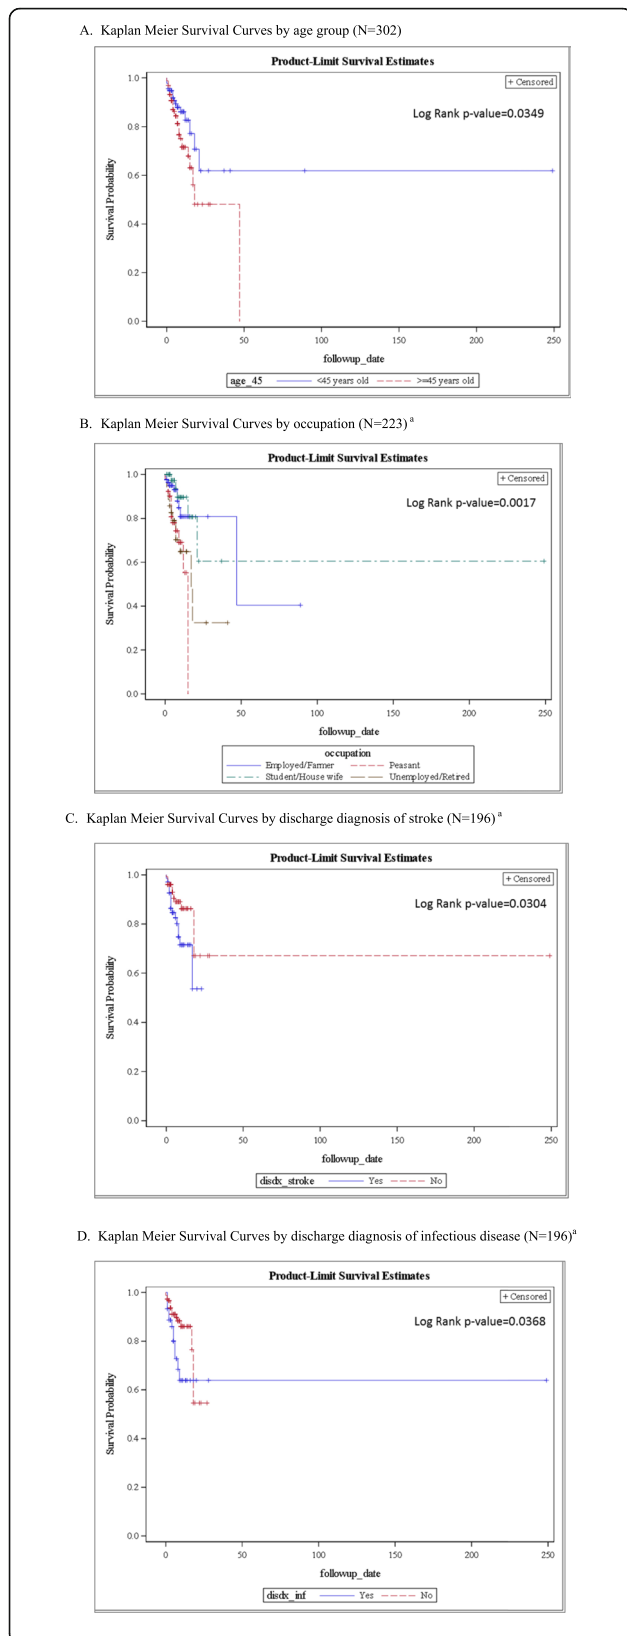 A. Kaplan Meier Survival Curves by age group (N=302)
Product-Limit Survival Estimates
+ Censored
Log Rank p-value=0.0349
Survival Probability
1.0
0.8
0.6
0.4
0.2
0.0
0 50 100 150 200 250
followup_date
age_45 <45 years old >=45 years old
B. Kaplan Meier Survival Curves by occupation (N=223) a
Product-Limit Survival Estimates
+ Censored
Log Rank p-value=0.0017
Survival Probability
1.0
0.8
0.6
0.4
0.2
0.0
0 50 100 150 200 250
followup_date
occupation
Employed/Farmer Peasant
Student/House wife Unemployed/Retired
C. Kaplan Meier Survival Curves by discharge diagnosis of stroke (N=196) a
Product-Limit Survival Estimates
+ Censored
Log Rank p-value=0.0304
Survival Probability
1.0
0.8
0.6
0.4
0.2
0.0
0 50 100 150 200 250
followup_date
disdx_stroke Yes No
D. Kaplan Meier Survival Curves by discharge diagnosis of infectious disease (N=196)a
Product-Limit Survival Estimates
+ Censored
Log Rank p-value=0.0368
Survival Probability
1.0
0.8
0.6
0.4
0.2
0.0
0 50 100 150 200 250
followup_date
disdx_inf Yes No